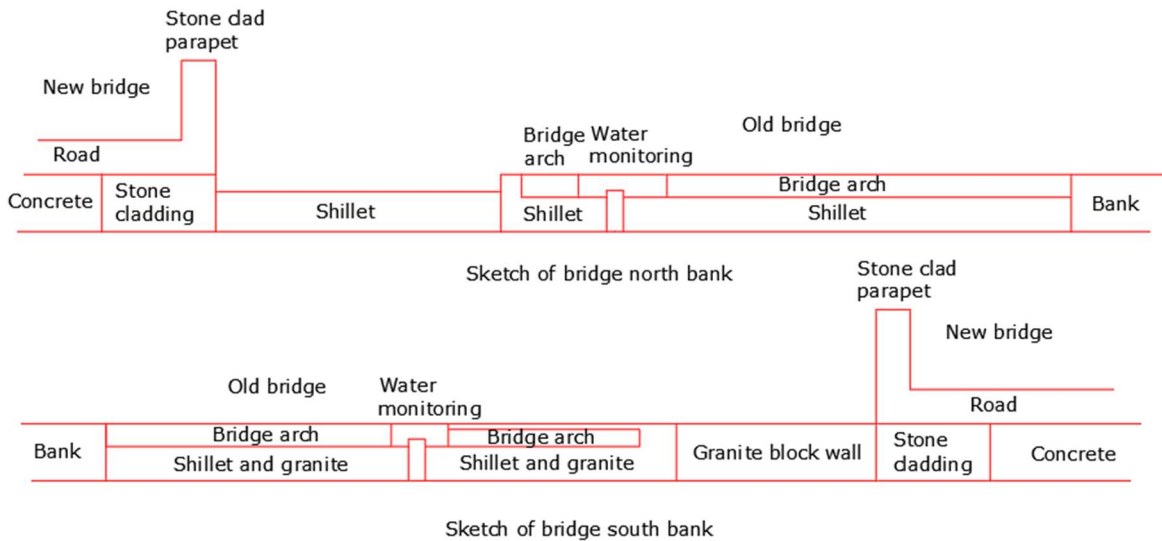 Stone clad
parapet
New bridge
Road
Bridge
arch
Water
monitoring
Old bridge
Concrete
Stone
cladding
Shillet
Shillet
Bridge arch
Shillet
Bank
Sketch of bridge north bank
Stone clad
parapet
New bridge
Road
Old bridge
Water
monitoring
Bank
Bridge arch
Shillet and granite
Bridge arch
Shillet and granite
Granite block wall
Stone
cladding
Concrete
Sketch of bridge south bank